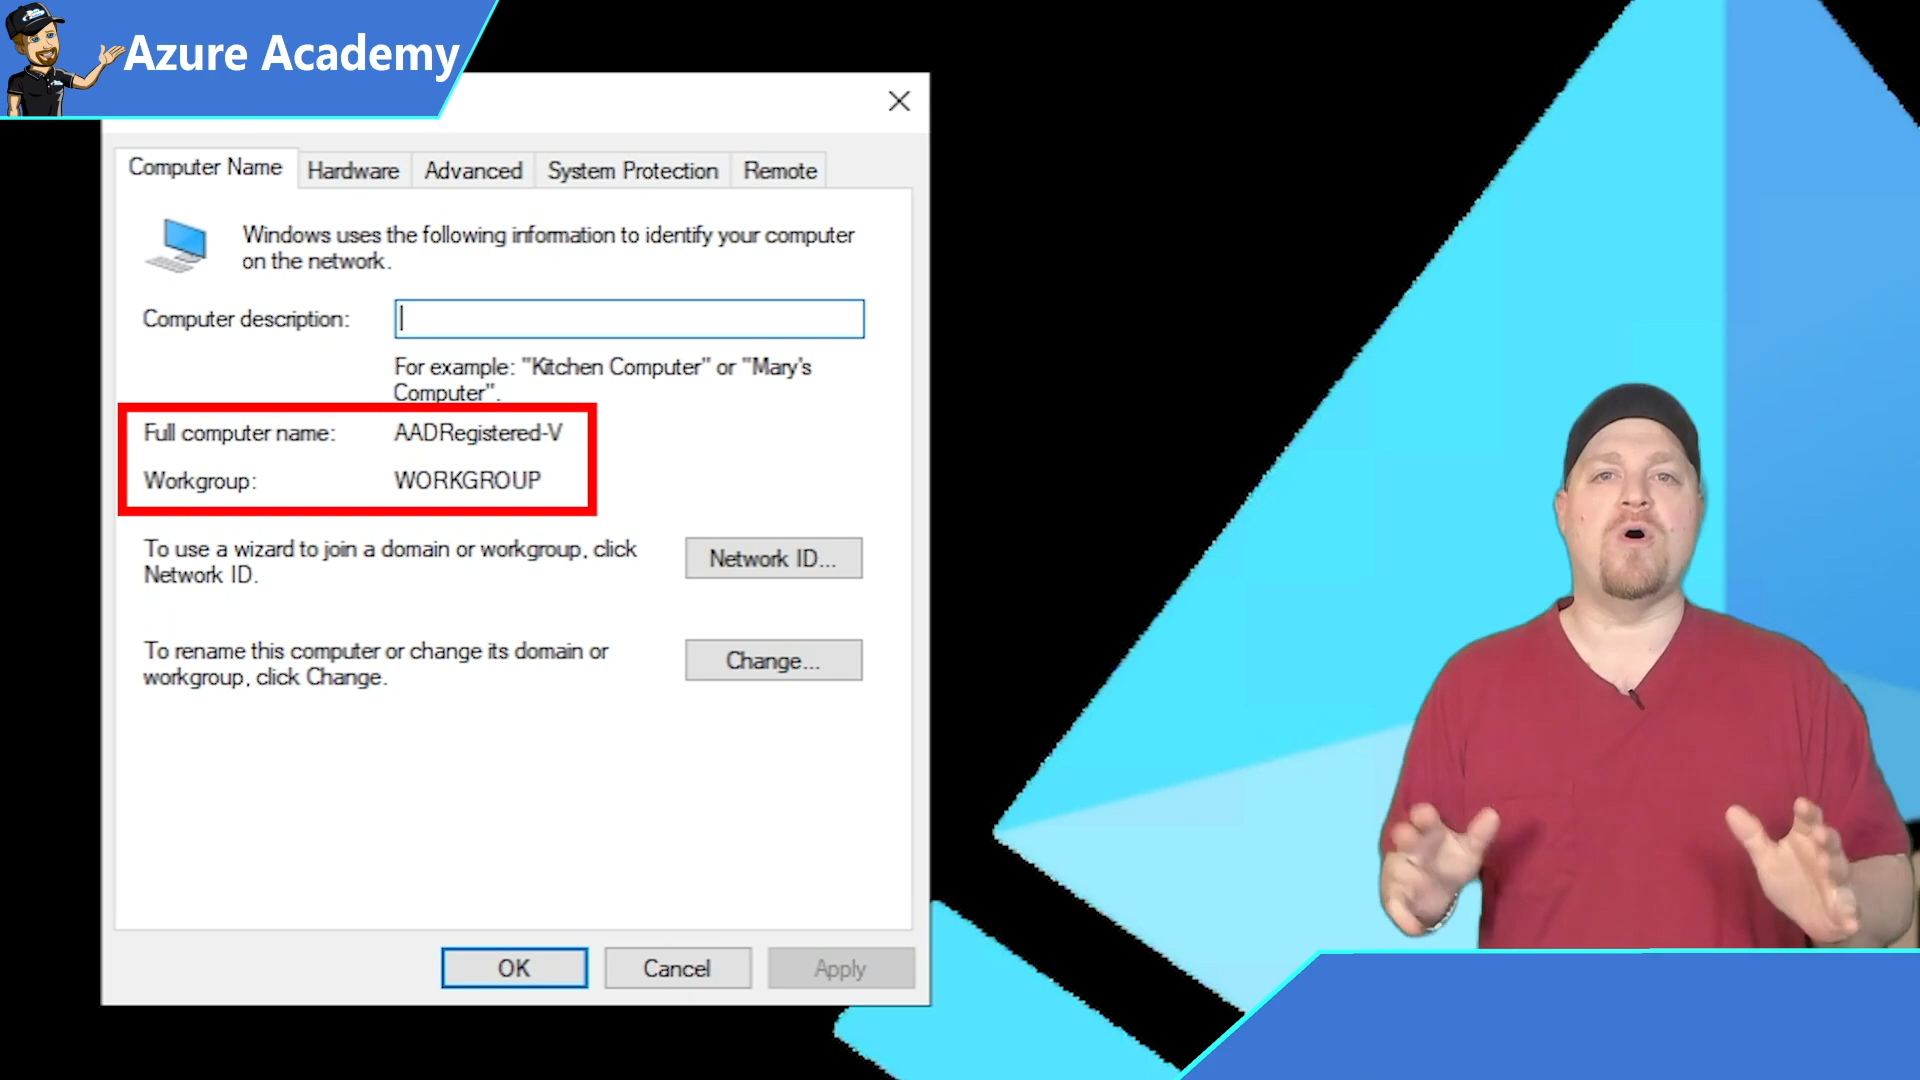 Azure Academy
Computer Name
Hardware
Advanced
System Protection
Remote
Windows uses the following information to identify your computer
on the network.
Computer description:
For example: "Kitchen Computer" or "Mary's
Computer".
Full computer name: AADRegistered-V
Workgroup: WORKGROUP
To use a wizard to join a domain or workgroup, click
Network ID.
Network ID...
To rename this computer or change its domain or
workgroup, click Change.
Change...
OK
Cancel
Apply